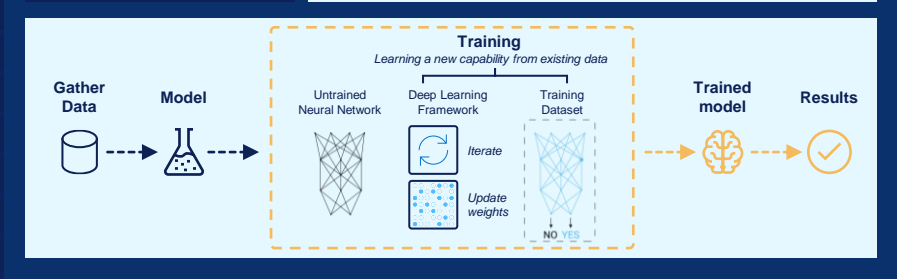 Training
Learning a new capability from existing data
Gather
Data
Model
Untrained
Neural Network
Deep Learning
Framework
Training
Dataset
Iterate
Update
weights
NO YES
Trained
model
Results